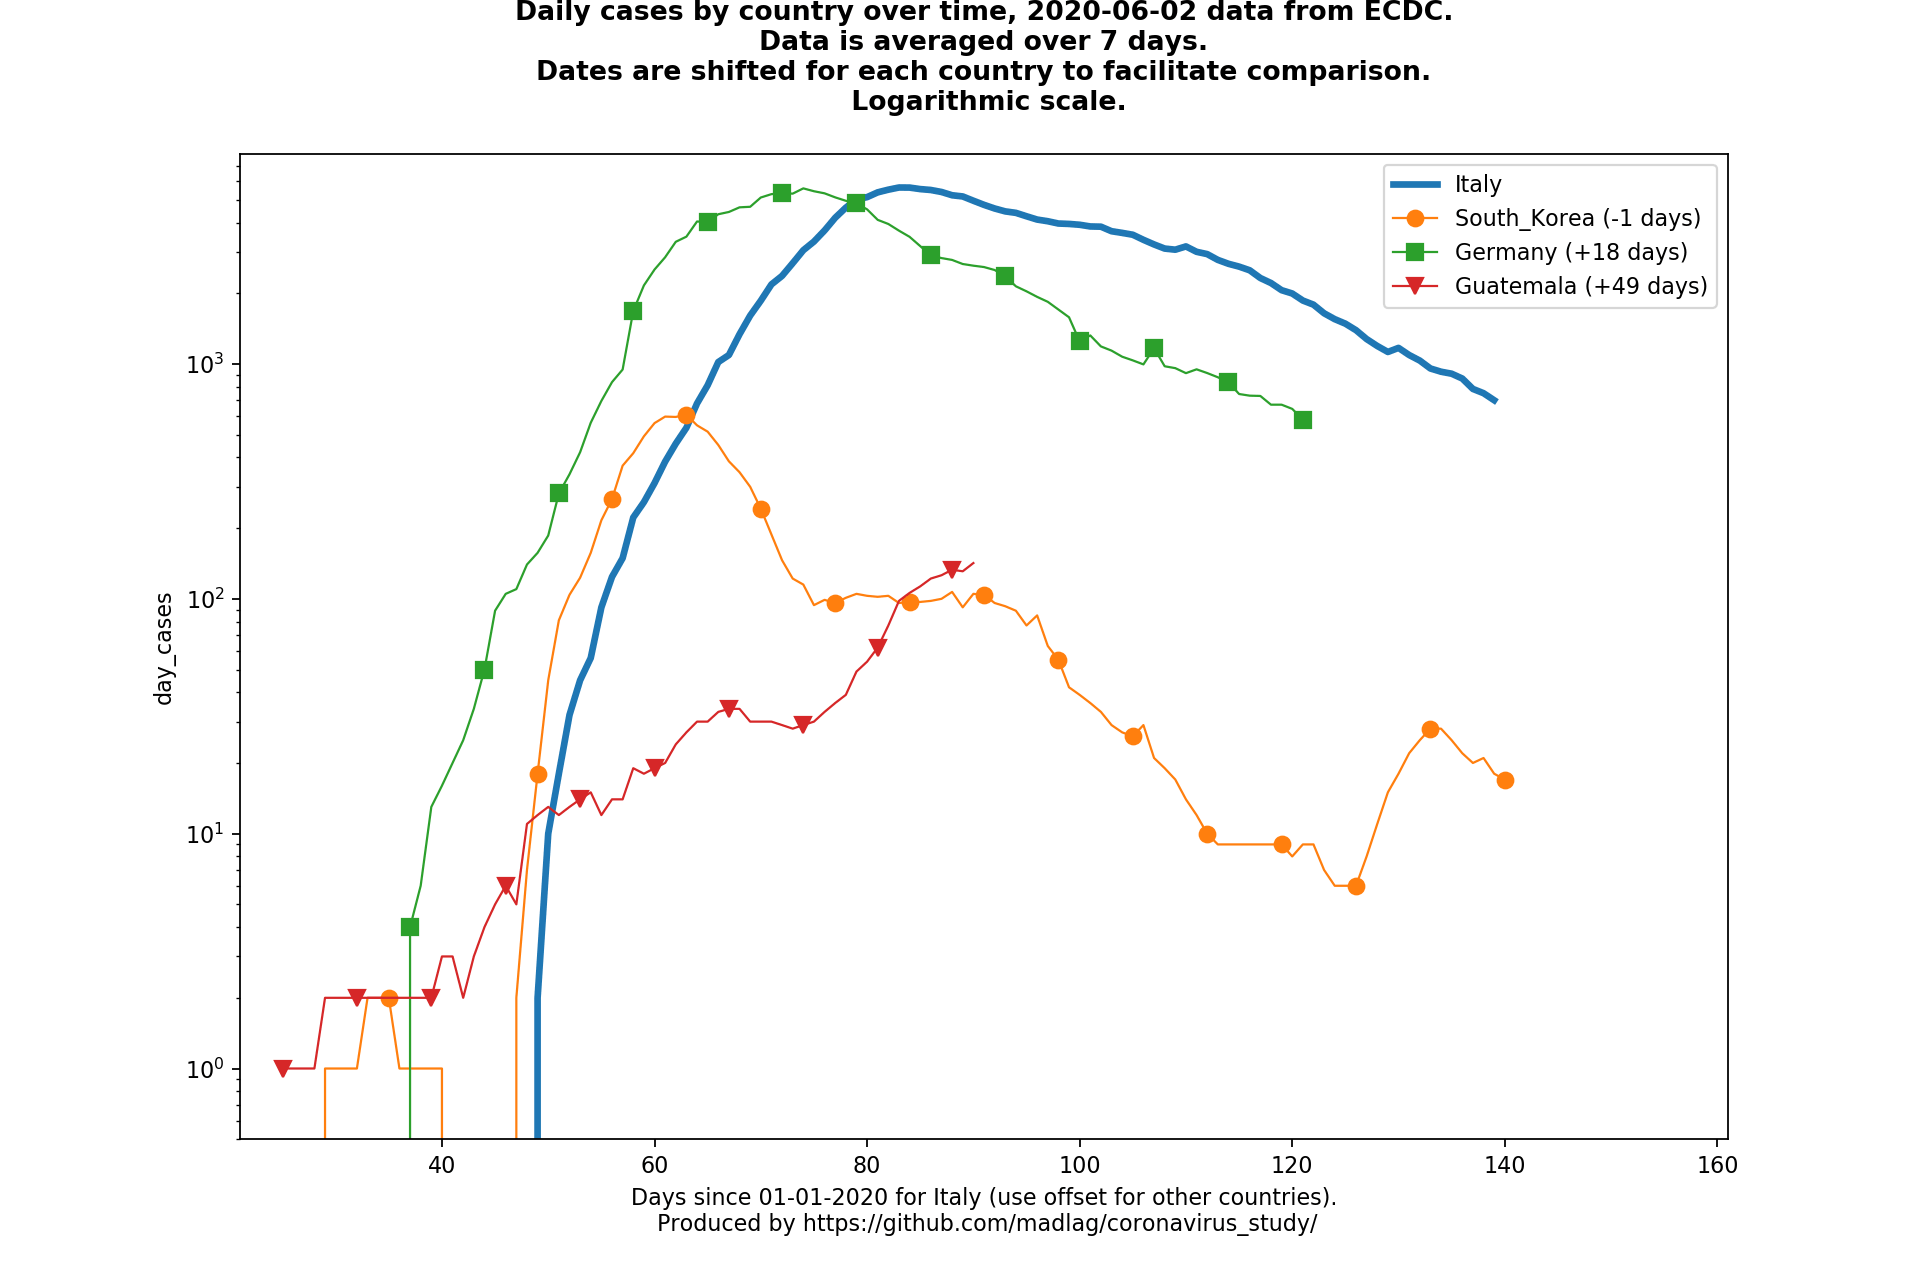 Daily cases by country over time, 2020-06-02 data from ECDC.
Data is averaged over 7 days.
Dates are shifted for each country to facilitate comparison.
Logarithmic scale.
Italy
South_Korea (-1 days)
Germany (+18 days)
Guatemala (+49 days)
day_cases
10³
10²
10¹
10⁰
40 60 80 100 120 140 160
Days since 01-01-2020 for Italy (use offset for other countries).
Produced by https://github.com/madlag/coronavirus_study/